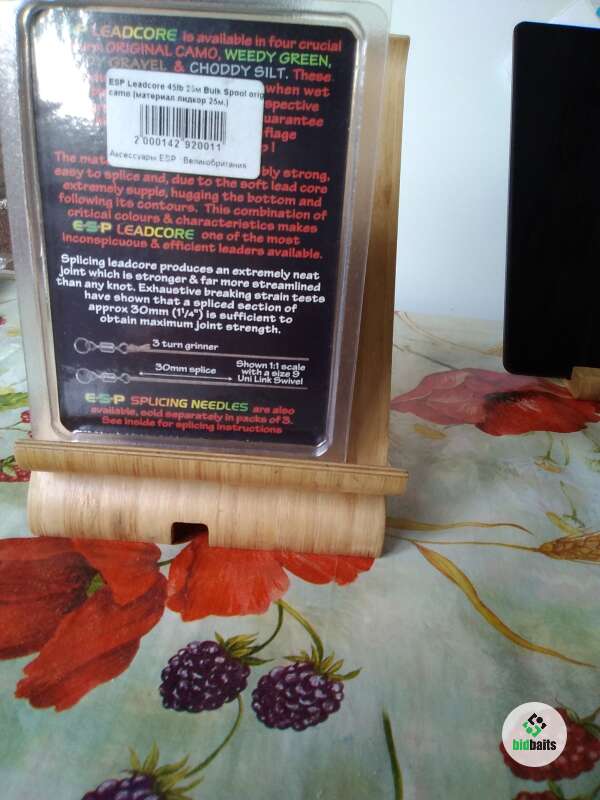 P LEADCORE is available in four crucial
ORIGINAL CAMO, WEEDY GREEN,
GRAVEL & CHODDY SILT. These
when wet
spective
guarantee
flage
ESP Leadcore 45lb 25м Bulk Spool orig
camo (материал лидкор 25м.)
2 000142 920011
Аксессуары ESP Великобритания
The mat bly strong,
easy to splice and, due to the soft lead core
extremely supple, hugging the bottom and
following its contours. This combination of
critical colours & characteristics makes
E-S-P LEADCORE one of the most
inconspicuous & efficient leaders available.
Splicing leadcore produces an extremely neat
joint which is stronger & far more streamlined
than any knot. Exhaustive breaking strain tests
have shown that a spliced section of
approx 30mm (1¼") is sufficient to
obtain maximum joint strength.
3 turn grinner
30mm splice
Shown 1:1 scale
with a size 9
Uni Link Swivel
E-S-P SPLICING NEEDLES are also
available, sold separately in packs of 3.
See inside for splicing instructions
bidbaits